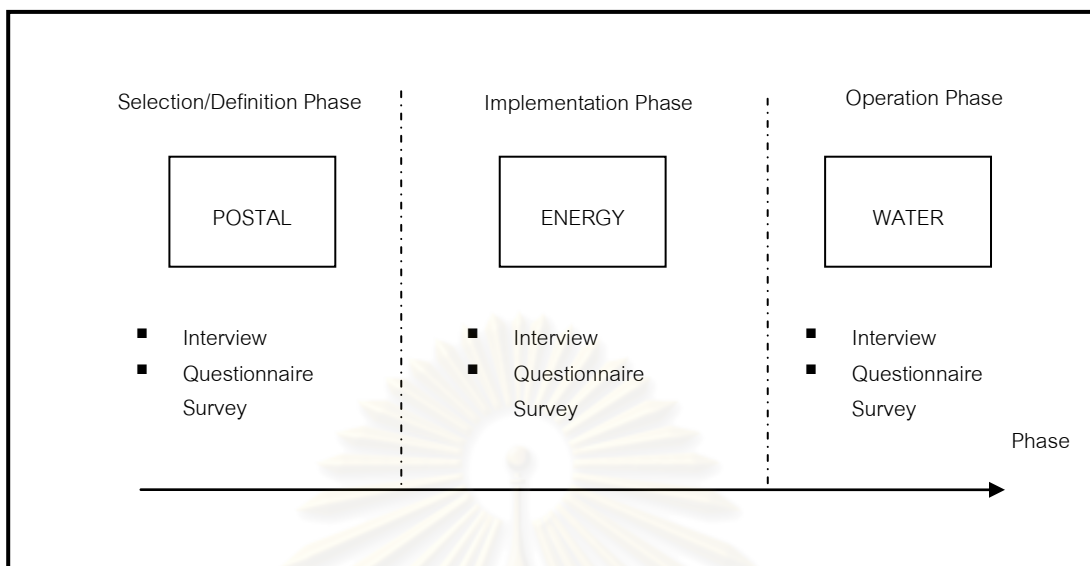 Selection/Definition Phase
Implementation Phase
Operation Phase
POSTAL
ENERGY
WATER
■ Interview
■ Questionnaire
Survey
■ Interview
■ Questionnaire
Survey
■ Interview
■ Questionnaire
Survey
Phase